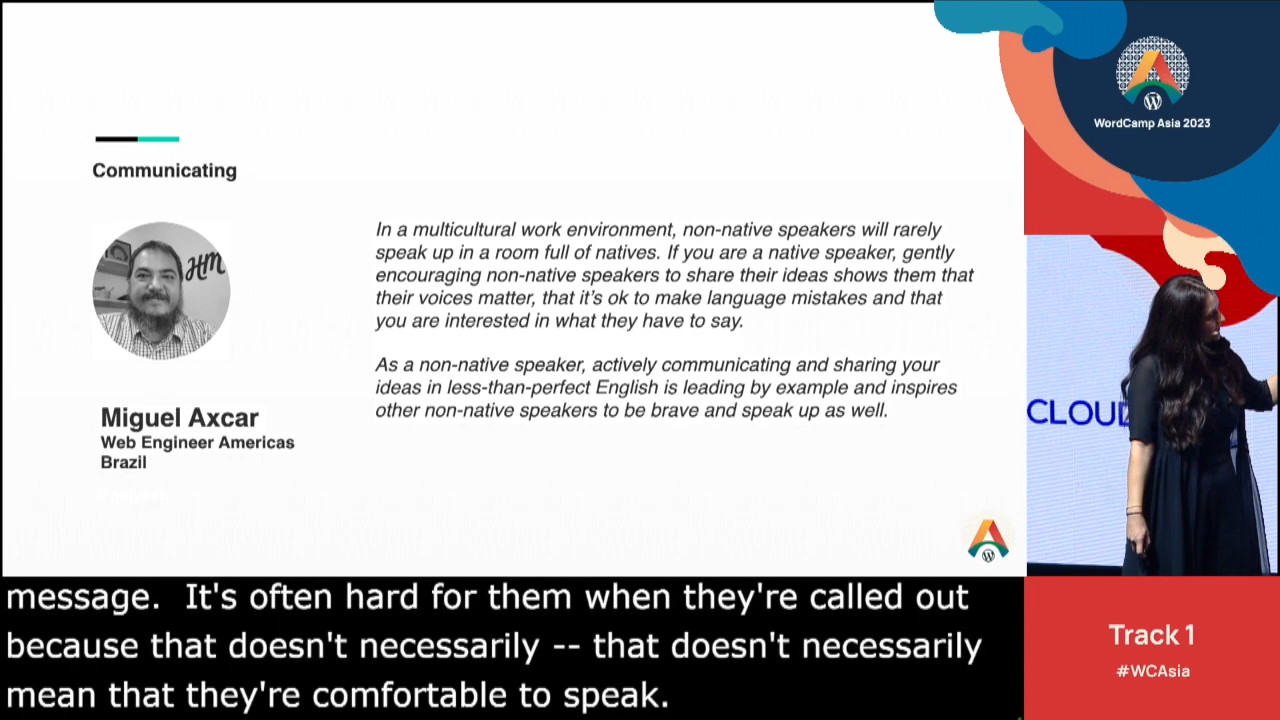 Communicating
HM
Miguel Axcar
Web Engineer Americas
Brazil
In a multicultural work environment, non-native speakers will rarely
speak up in a room full of natives. If you are a native speaker, gently
encouraging non-native speakers to share their ideas shows them that
their voices matter, that it's ok to make language mistakes and that
you are interested in what they have to say.
As a non-native speaker, actively communicating and sharing your
ideas in less-than-perfect English is leading by example and inspires
other non-native speakers to be brave and speak up as well.
WordCamp Asia 2023
CLOUD
message.  It's often hard for them when they're called out
because that doesn't necessarily -- that doesn't necessarily
mean that they're comfortable to speak.
Track 1
#WCAsia